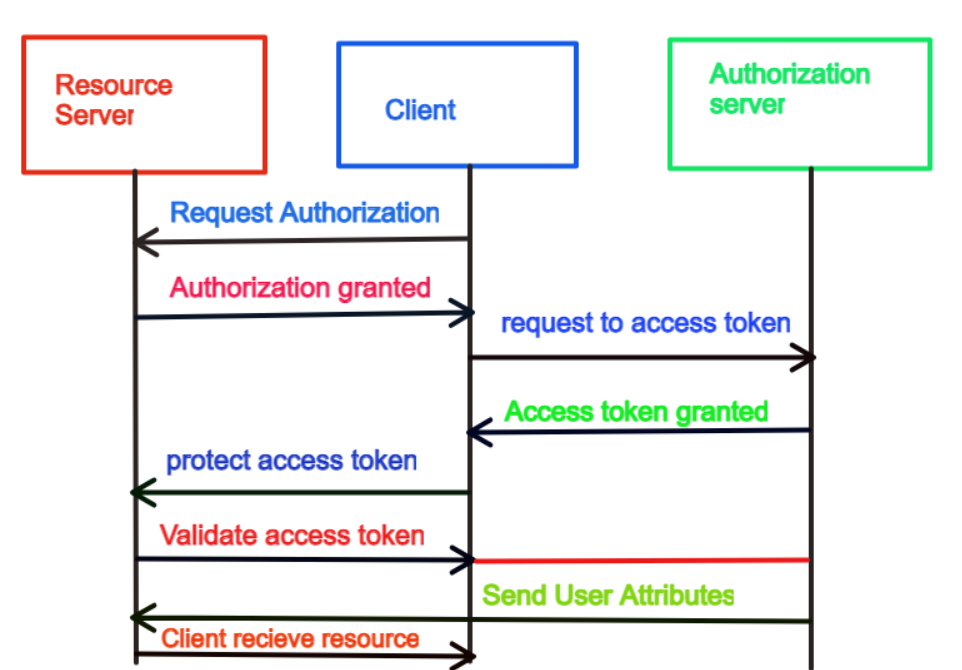 Resource
Server
Client
Authorization
server
Request Authorization
Authorization granted
request to access token
Access token granted
protect access token
Validate access token
Send User Attributes
Client recieve resource